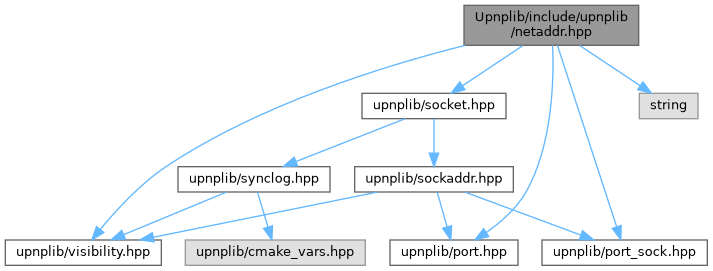 Upnplib/include/upnplib
/netaddr.hpp
upnplib/socket.hpp
string
upnplib/synclog.hpp
upnplib/sockaddr.hpp
upnplib/visibility.hpp
upnplib/cmake_vars.hpp
upnplib/port.hpp
upnplib/port_sock.hpp